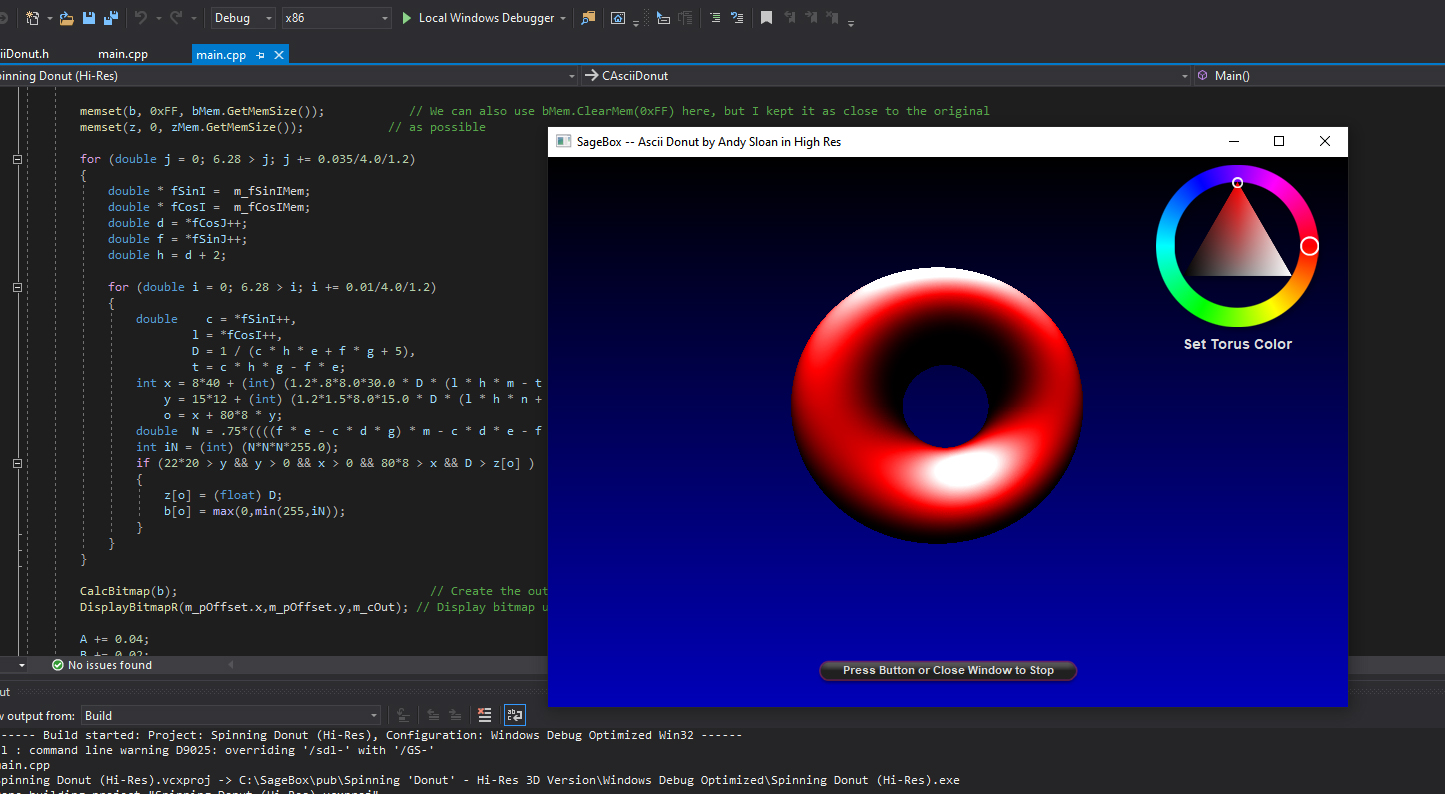 Debug
x86
Local Windows Debugger
iiDonut.h
main.cpp
main.cpp
pinning Donut (Hi-Res)
CAsciiDonut
Main()
memset(b, 0xFF, bMem.GetMemSize());            // We can also use bMem.ClearMem(0xFF) here, but I kept it as close to the original
memset(z, 0, zMem.GetMemSize());            // as possible
for (double j = 0; 6.28 > j; j += 0.035/4.0/1.2)
{
double * fSinI =  m_fSinIMem;
double * fCosI =  m_fCosIMem;
double d = *fCosJ++;
double f = *fSinJ++;
double h = d + 2;
for (double i = 0; 6.28 > i; i += 0.01/4.0/1.2)
{
double    c = *fSinI++,
l = *fCosI++,
D = 1 / (c * h * e + f * g + 5),
t = c * h * g - f * e;
int x = 8*40 + (int) (1.2*.8*8.0*30.0 * D * (l * h * m - t
y = 15*12 + (int) (1.2*1.5*8.0*15.0 * D * (l * h * n +
o = x + 80*8 * y;
double  N = .75*((((f * e - c * d * g) * m - c * d * e - f
int iN = (int) (N*N*N*255.0);
if (22*20 > y && y > 0 && x > 0 && 80*8 > x && D > z[o] )
{
z[o] = (float) D;
b[o] = max(0,min(255,iN));
}
}
}
CalcBitmap(b);                                    // Create the out
DisplayBitmapR(m_pOffset.x,m_pOffset.y,m_cOut); // Display bitmap u
A += 0.04;
B += 0.02;
SageBox -- Ascii Donut by Andy Sloan in High Res
Set Torus Color
Press Button or Close Window to Stop
No issues found
ut
w output from:
Build
------ Build started: Project: Spinning Donut (Hi-Res), Configuration: Windows Debug Optimized Win32 ------
l : command line warning D9025: overriding '/sdl-' with '/GS-'
main.cpp
pinning Donut (Hi-Res).vcxproj -> C:\SageBox\pub\Spinning 'Donut' - Hi-Res 3D Version\Windows Debug Optimized\Spinning Donut (Hi-Res).exe
one building project "Spinning Donut (Hi-Res).vcxproj"